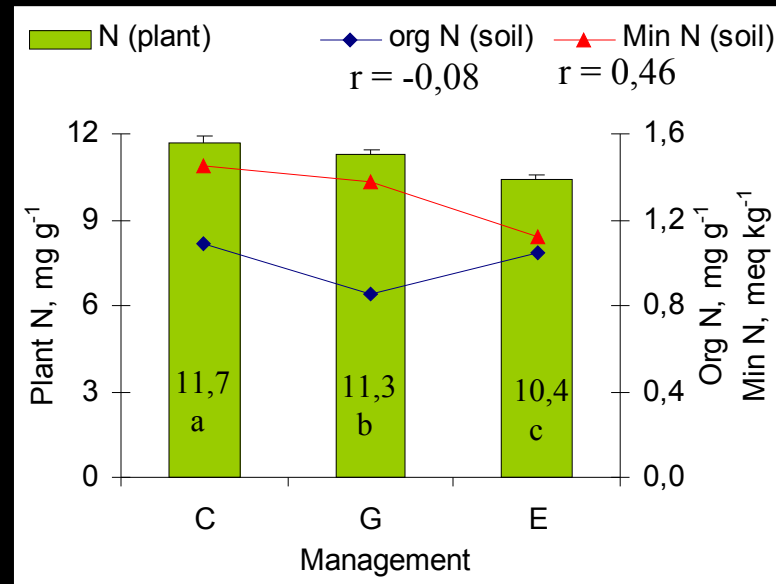 N (plant) org N (soil) Min N (soil)
r = -0,08 r = 0,46
12 1,6
9 1,2
6 0,8
3 0,4
0 0,0
Plant N, mg g-1
Org N, mg g-1
Min N, meq kg-1
11,7 11,3 10,4
a b c
C G E
Management